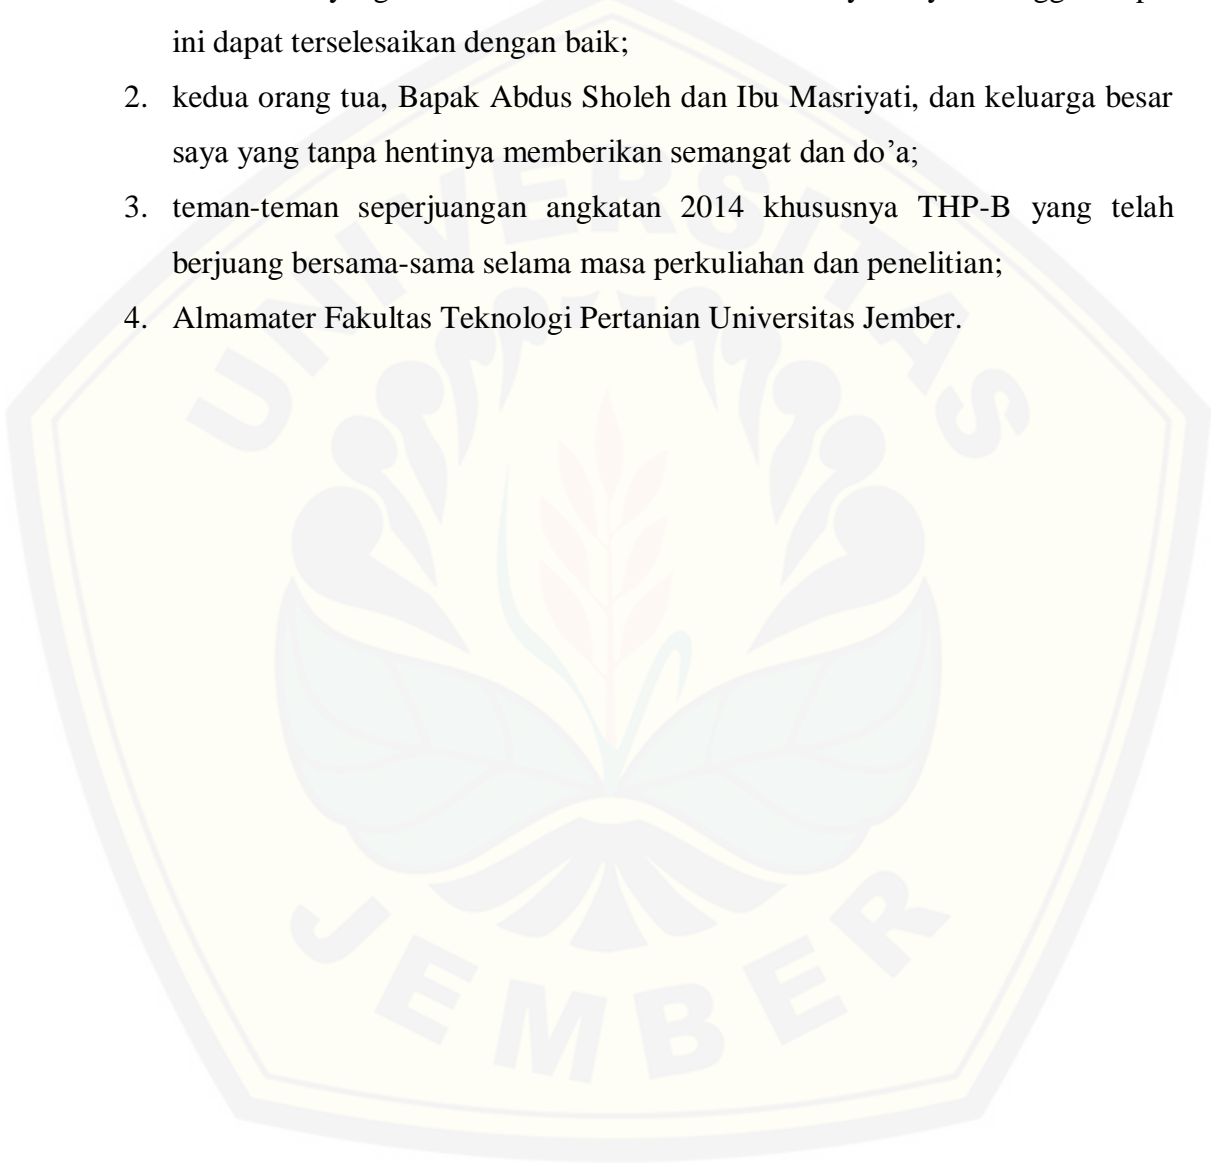 ini dapat terselesaikan dengan baik;
2. kedua orang tua, Bapak Abdus Sholeh dan Ibu Masriyati, dan keluarga besar
saya yang tanpa hentinya memberikan semangat dan do’a;
3. teman-teman seperjuangan angkatan 2014 khususnya THP-B yang telah
berjuang bersama-sama selama masa perkuliahan dan penelitian;
4. Almamater Fakultas Teknologi Pertanian Universitas Jember.
UNIVERSITAS
JEMBER